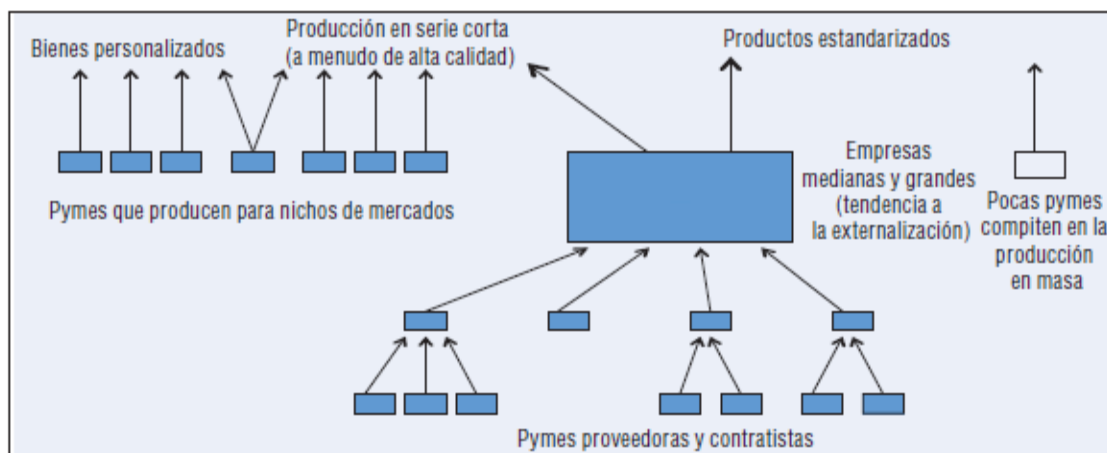 Bienes personalizados
Producción en serie corta
(a menudo de alta calidad)
Productos estandarizados
Pymes que producen para nichos de mercados
Empresas
medianas y grandes
(tendencia a
la externalización)
Pocas pymes
compiten en la
producción
en masa
Pymes proveedoras y contratistas